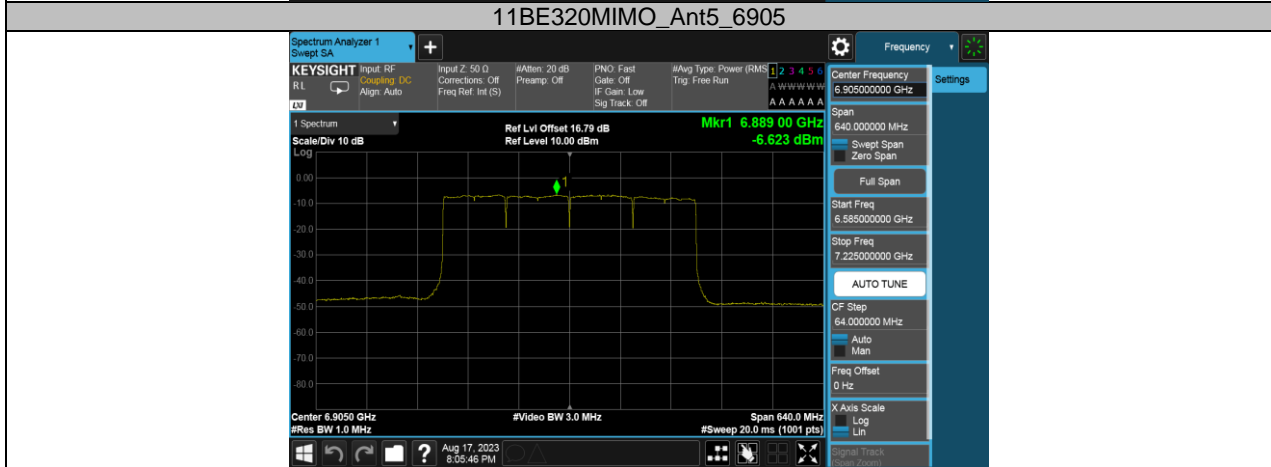 11BE320MIMO_Ant5_6905
Spectrum Analyzer 1
Swept SA
Frequency
KEYSIGHT
RL
LXI
Input: RF
Coupling: DC
Align: Auto
Input Z: 50 Ω
Corrections: Off
Freq Ref: Int (S)
#Atten: 20 dB
Preamp: Off
PNO: Fast
Gate: Off
IF Gain: Low
Sig Track: Off
#Avg Type: Power (RMS
Trig: Free Run
1 2 3 4 5 6
A W W W W W
A A A A A A
1 Spectrum
Scale/Div 10 dB
Log
Ref Lvl Offset 16.79 dB
Ref Level 10.00 dBm
Mkr1 6.889 00 GHz
-6.623 dBm
1
0.00
-10.0
-20.0
-30.0
-40.0
-50.0
-60.0
-70.0
-80.0
Center 6.9050 GHz
#Res BW 1.0 MHz
#Video BW 3.0 MHz
Span 640.0 MHz
#Sweep 20.0 ms (1001 pts)
Aug 17, 2023
8:05:46 PM
Center Frequency
6.905000000 GHz
Settings
Span
640.000000 MHz
Swept Span
Zero Span
Full Span
Start Freq
6.585000000 GHz
Stop Freq
7.225000000 GHz
AUTO TUNE
CF Step
64.000000 MHz
Auto
Man
Freq Offset
0 Hz
X Axis Scale
Log
Lin
Signal Track
(Span Zoom)